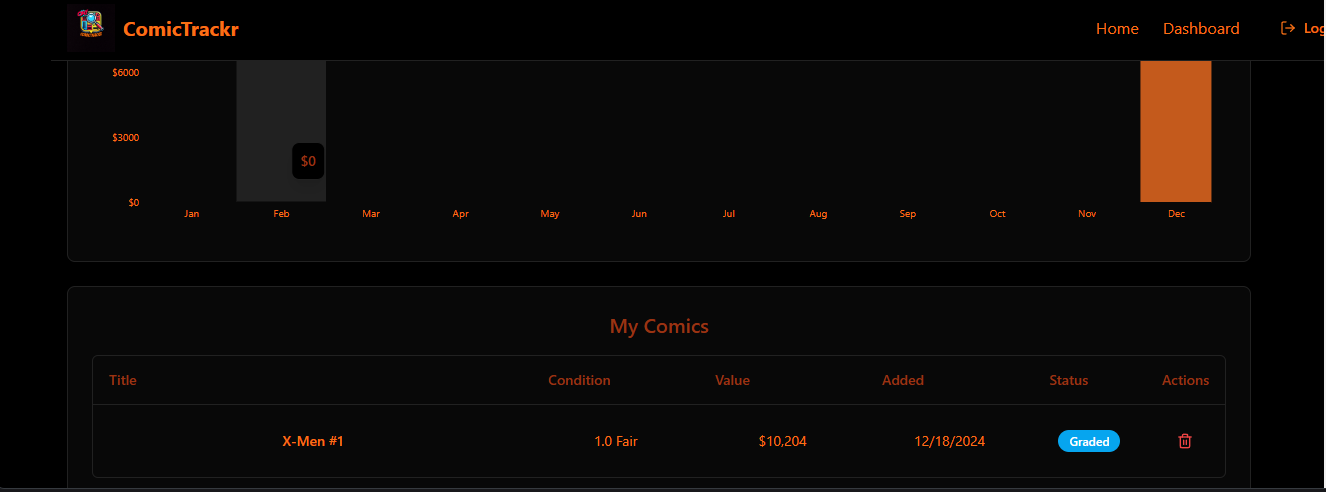 ComicTrackr
Home Dashboard
$6000
$3000
$0
$0
Jan Feb Mar Apr May Jun Jul Aug Sep Oct Nov Dec
My Comics
Title Condition Value Added Status Actions
X-Men #1 1.0 Fair $10,204 12/18/2024 Graded